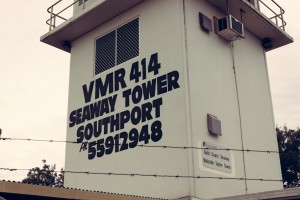 VMR 414
SEAWAY TOWER
SOUTHPORT
PH 55912948